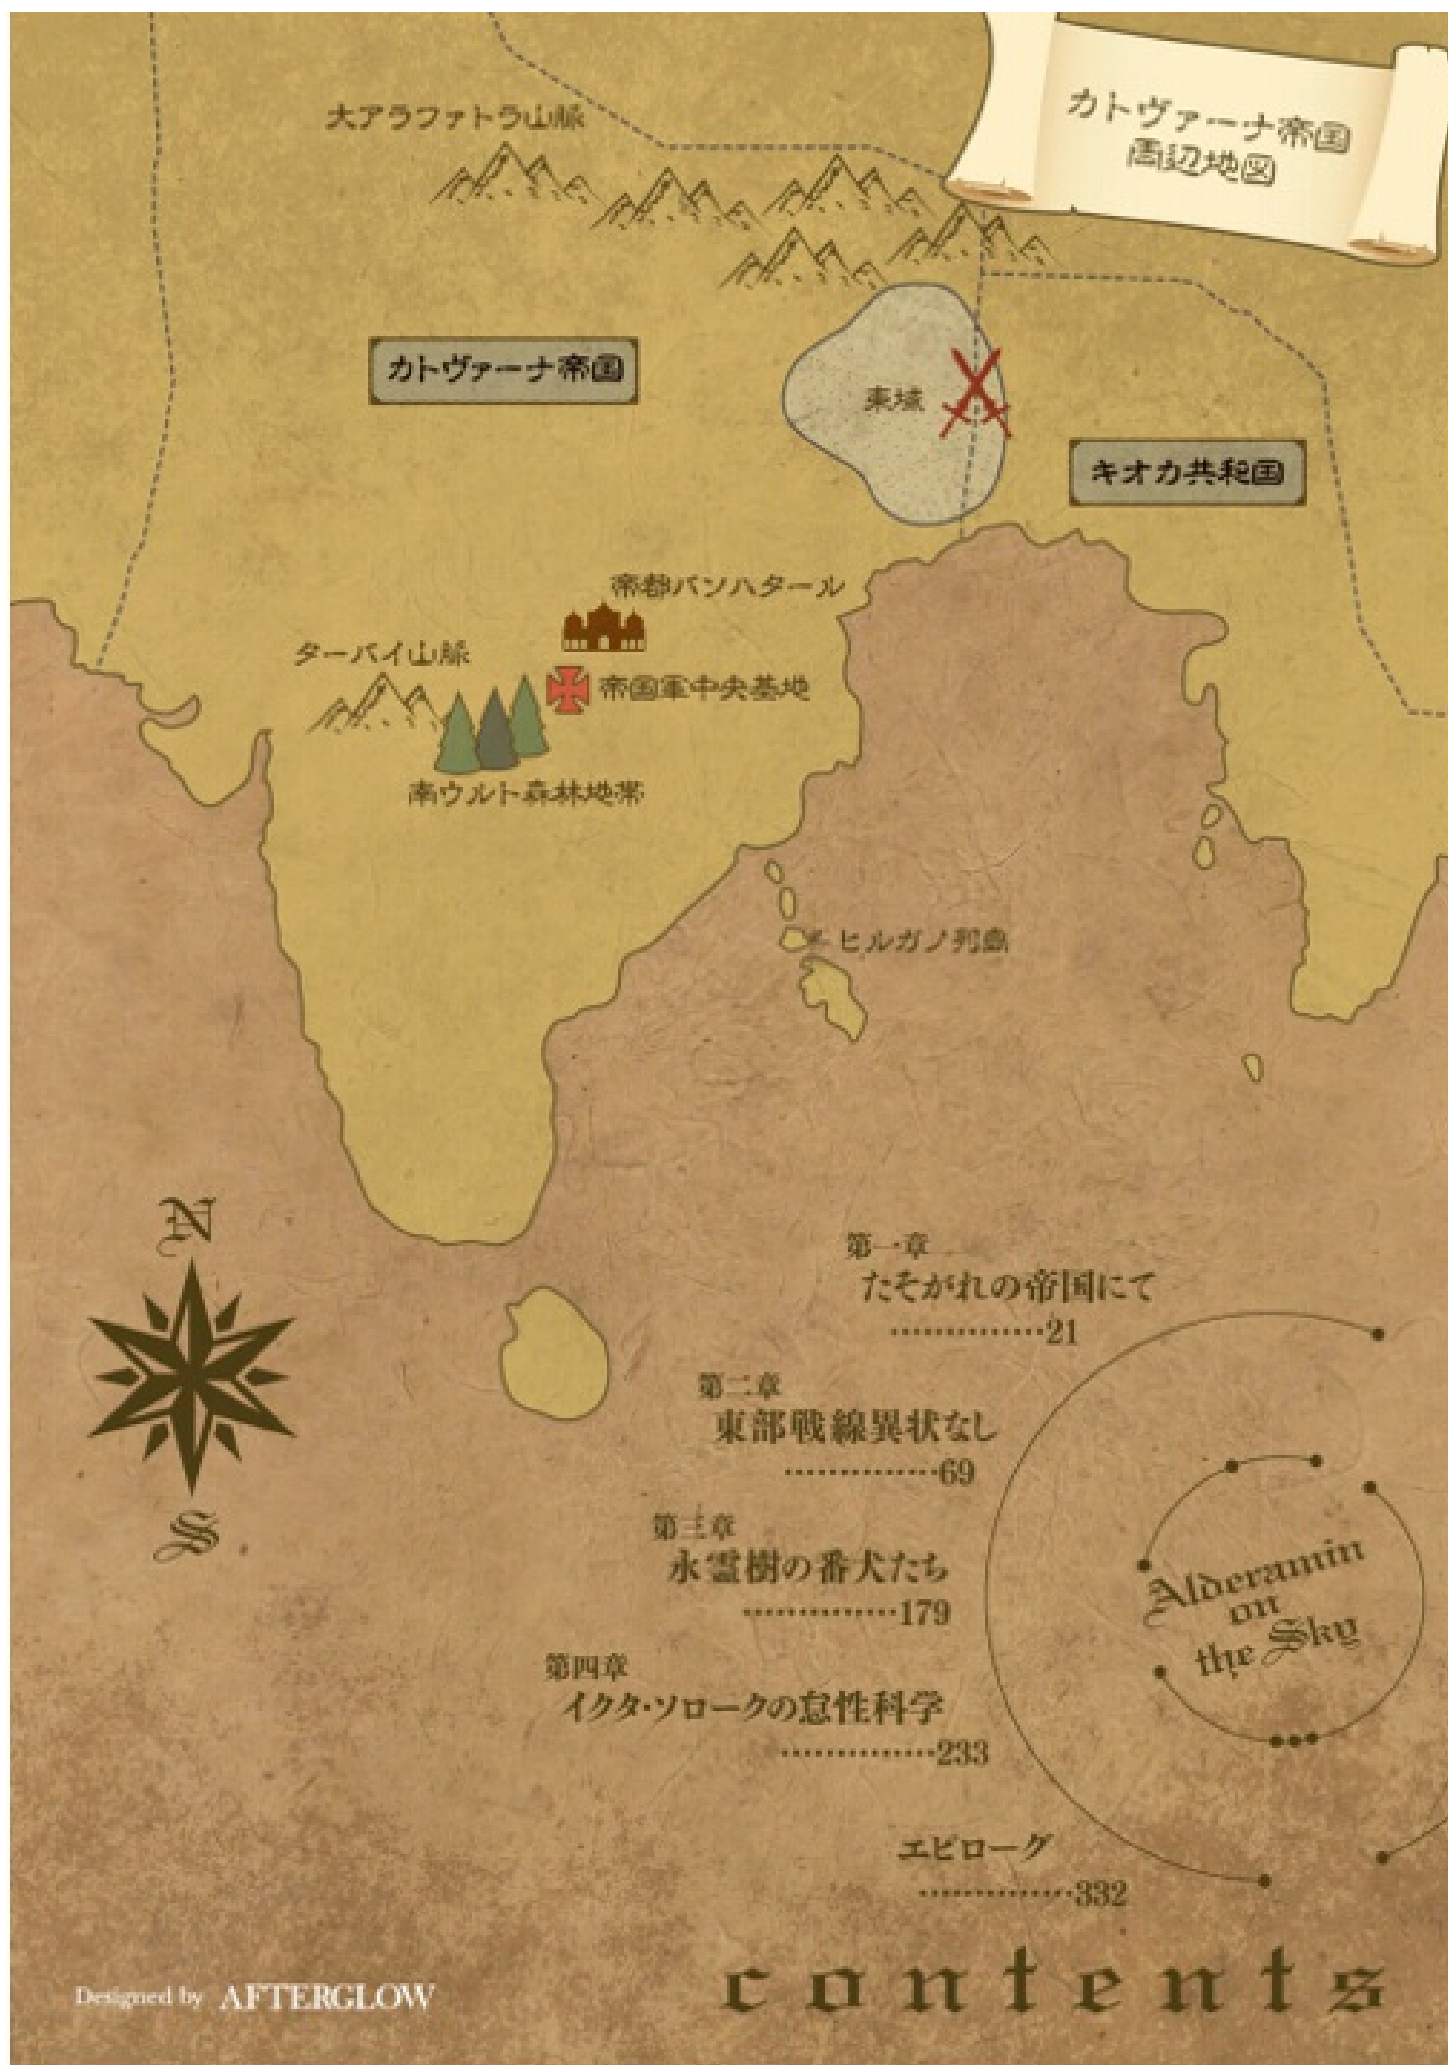 カトヴァーナ帝国
周辺地図
大アラファトラ山脈
カトヴァーナ帝国
東域
キオカ共和国
帝都バンハタール
ターバイ山脈
帝国軍中央基地
南ウルト森林地帯
ヒルガノ列島
N
S
第一章
たそがれの帝国にて
……………21
第二章
東部戦線異状なし
……………69
第三章
永霊樹の番犬たち
……………179
第四章
イクタ・ソロークの怠性科学
……………233
エピローグ
……………332
Alderamin
on
the Sky
contents
Designed by AFTERGLOW